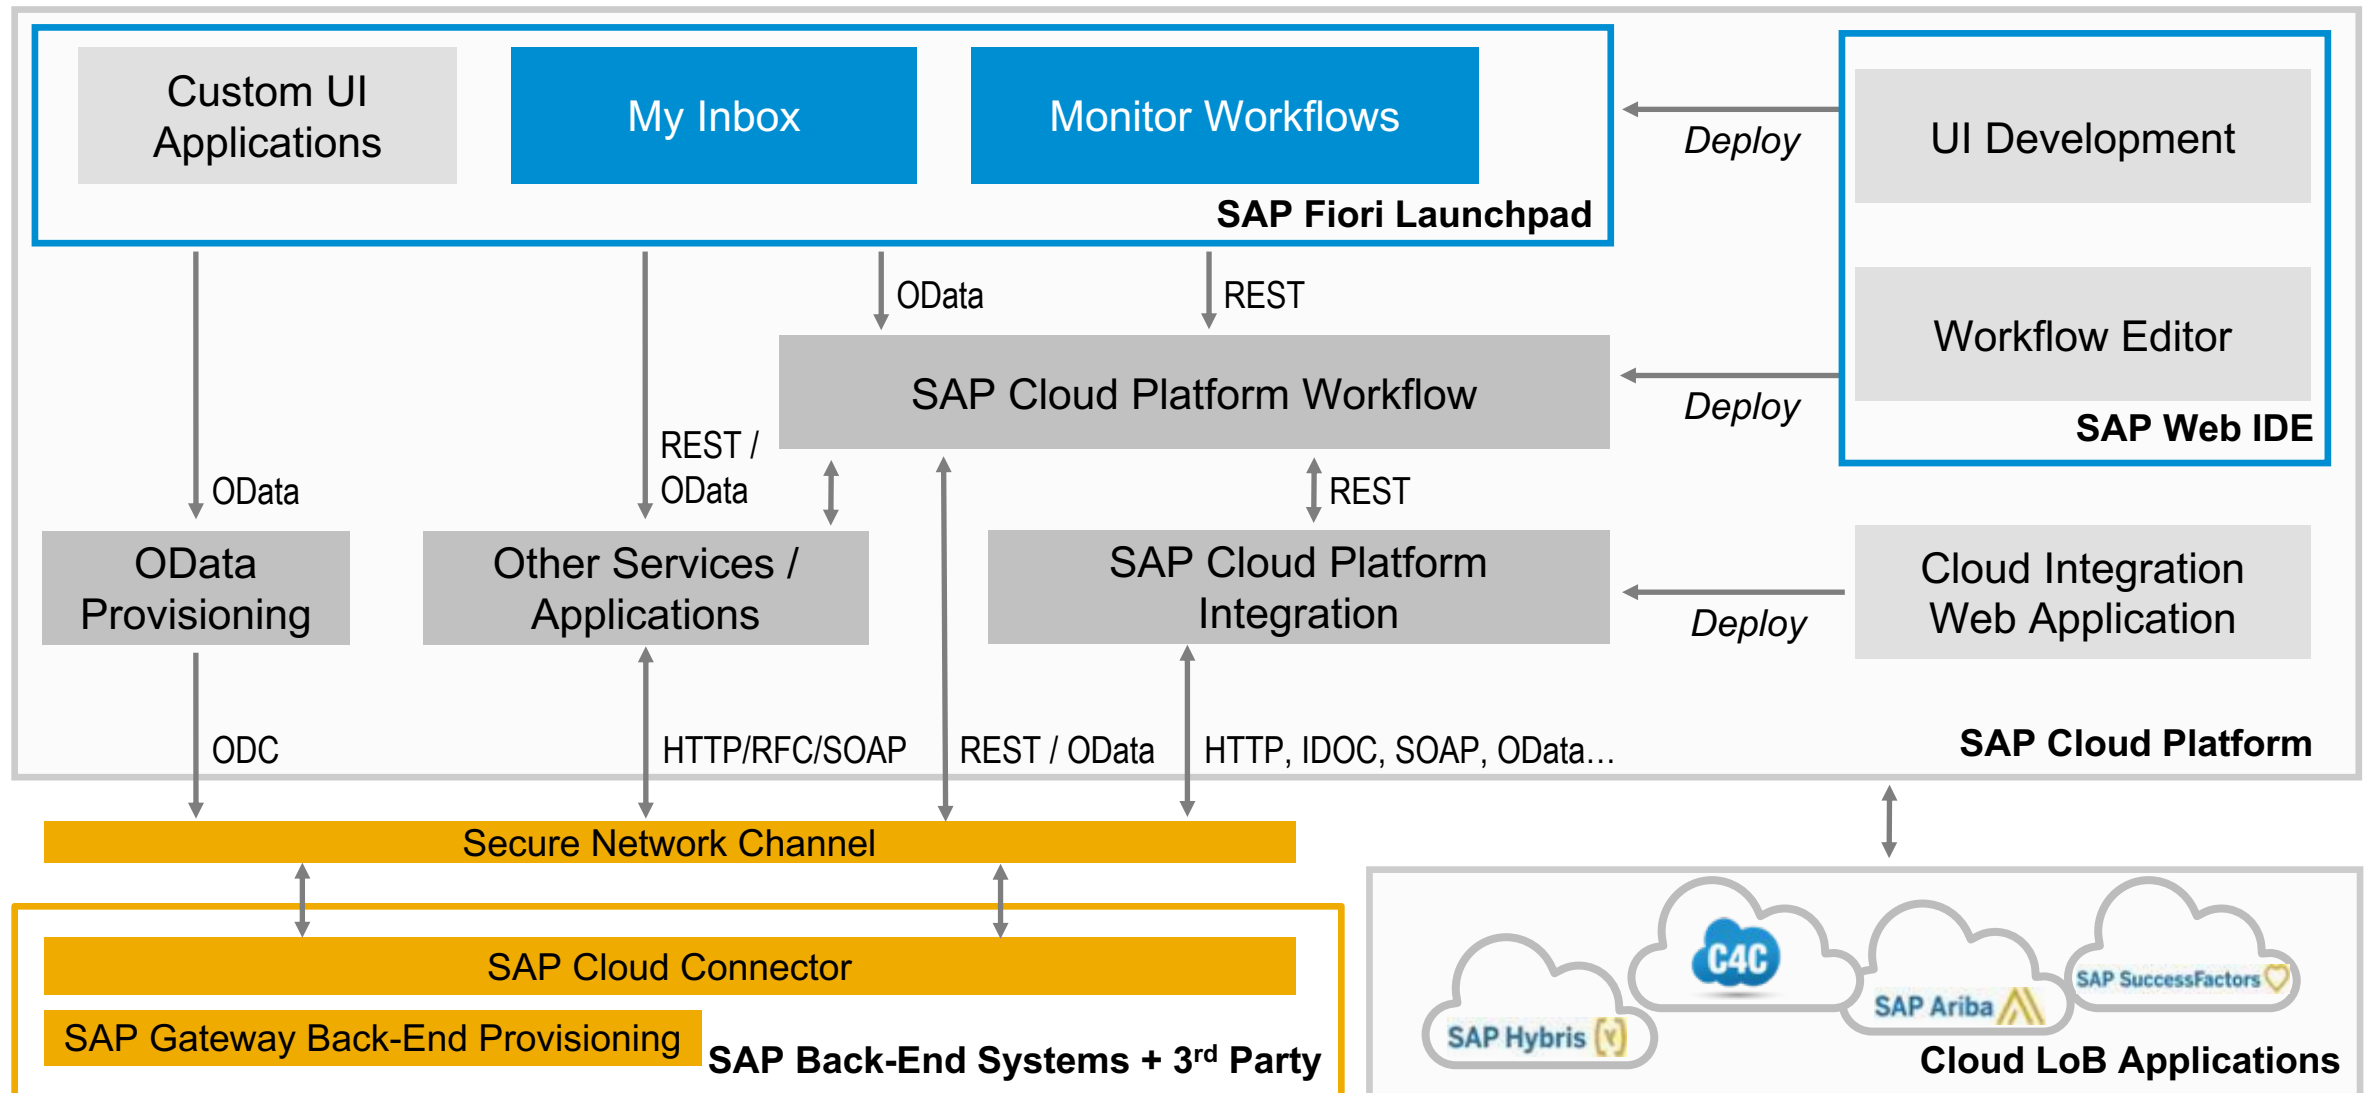 Custom UI
Applications
My Inbox
Monitor Workflows
SAP Fiori Launchpad
Deploy
UI Development
OData
REST
Workflow Editor
SAP Cloud Platform Workflow
Deploy
SAP Web IDE
OData
REST /
OData
REST
OData
Provisioning
Other Services /
Applications
SAP Cloud Platform
Integration
Deploy
Cloud Integration
Web Application
ODC
HTTP/RFC/SOAP
REST / OData
HTTP, IDOC, SOAP, OData…
SAP Cloud Platform
Secure Network Channel
SAP Cloud Connector
SAP Gateway Back-End Provisioning
SAP Back-End Systems + 3rd Party
SAP Hybris
C4C
SAP Ariba
SAP SuccessFactors
Cloud LoB Applications